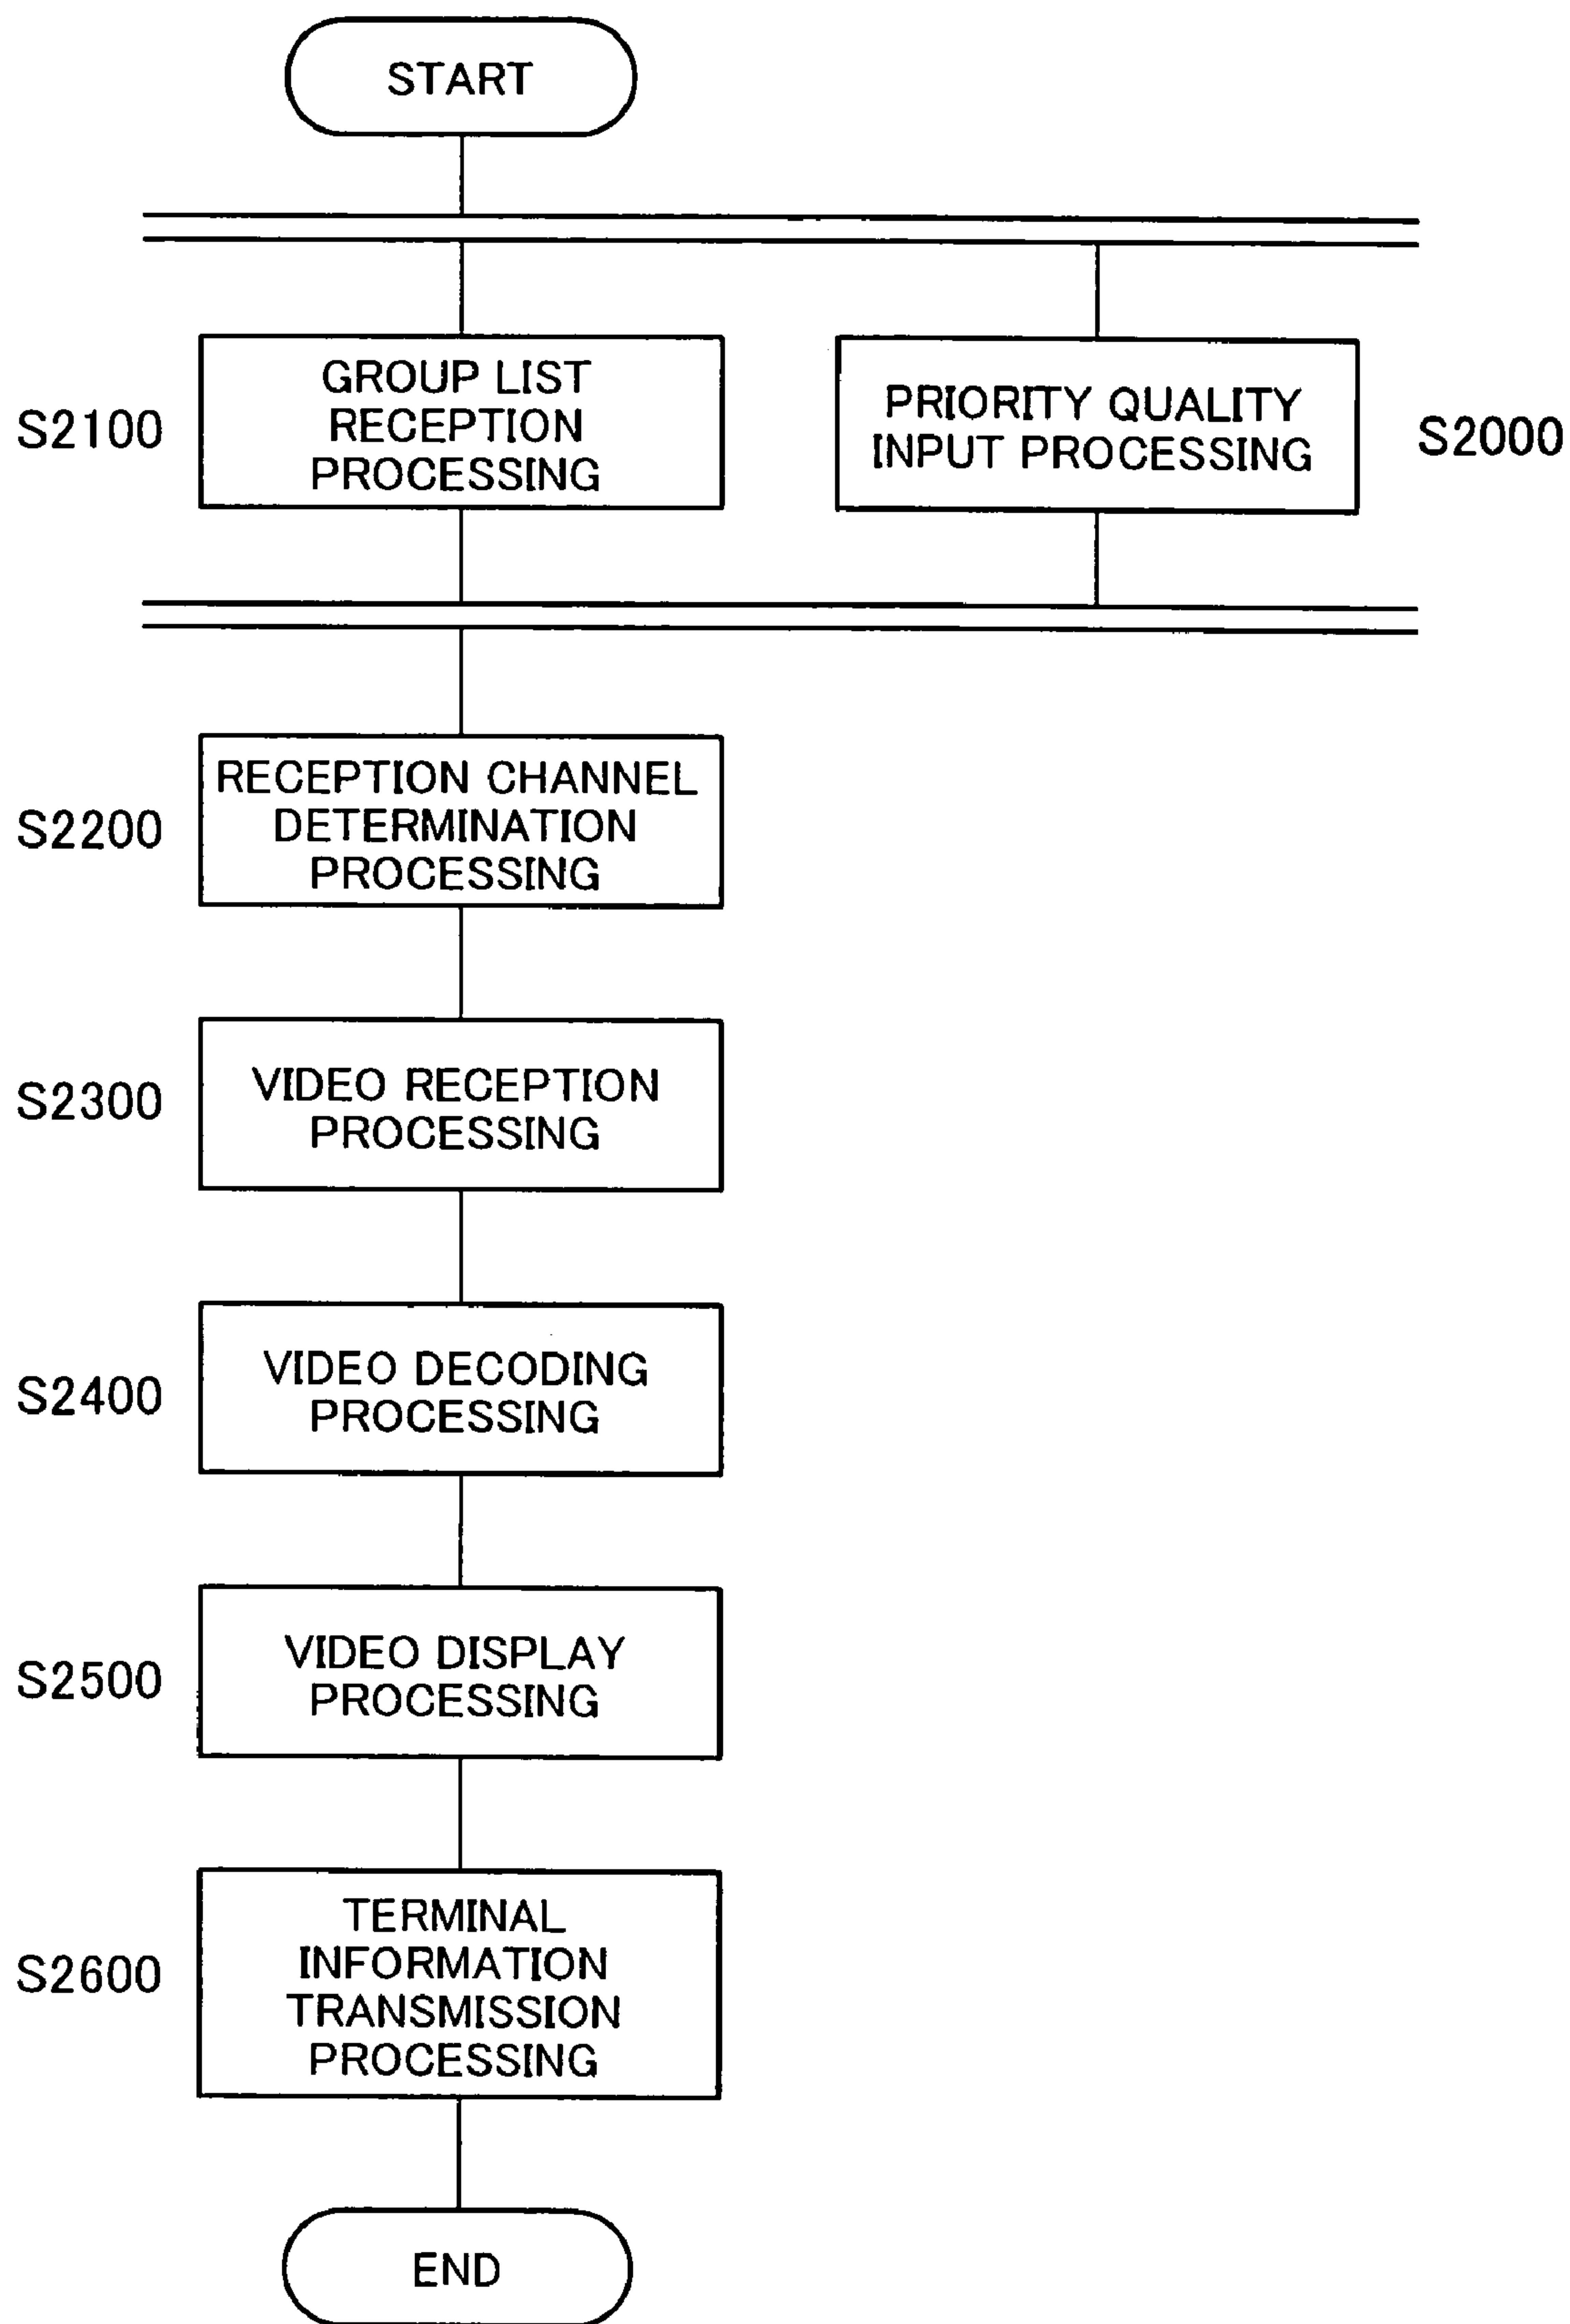 START
S2100
GROUP LIST
RECEPTION
PROCESSING
PRIORITY QUALITY
INPUT PROCESSING
S2000
S2200
RECEPTION CHANNEL
DETERMINATION
PROCESSING
S2300
VIDEO RECEPTION
PROCESSING
S2400
VIDEO DECODING
PROCESSING
S2500
VIDEO DISPLAY
PROCESSING
S2600
TERMINAL
INFORMATION
TRANSMISSION
PROCESSING
END